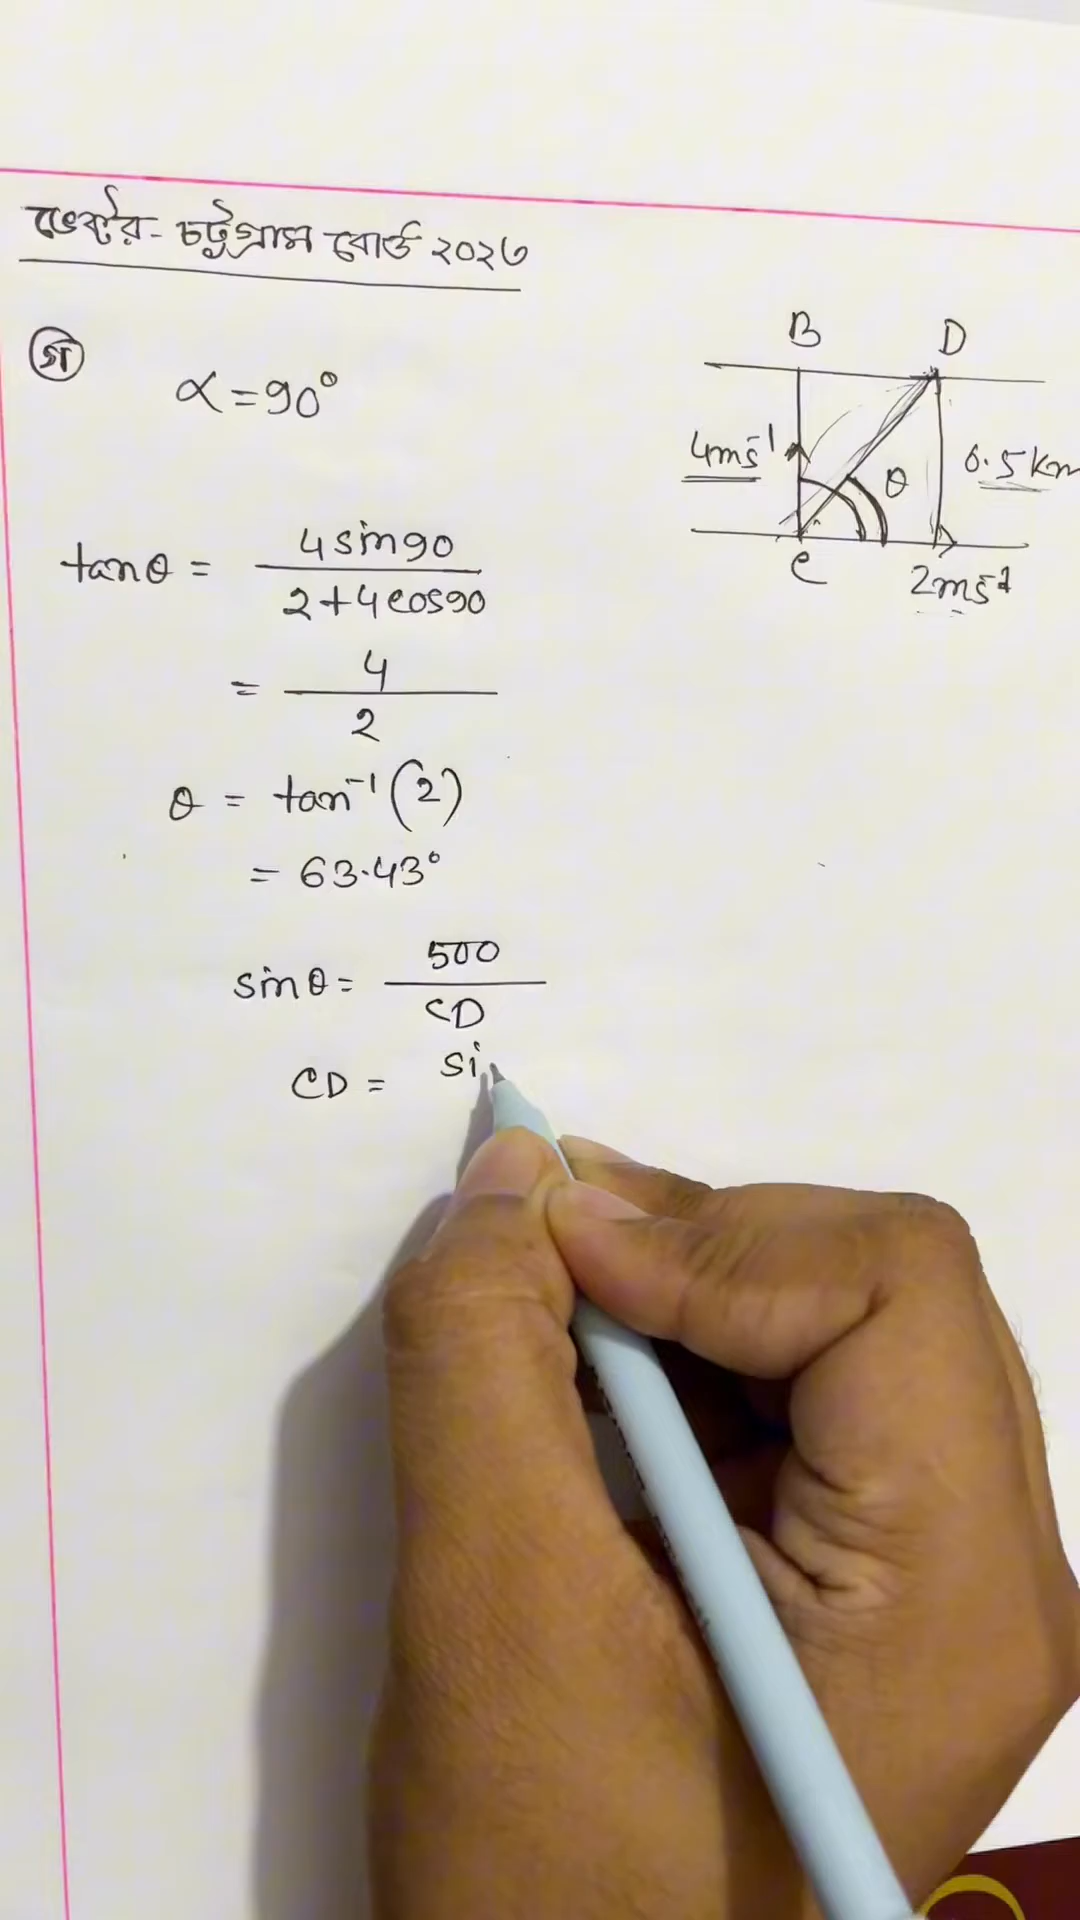 ভেক্টর- চট্টগ্রাম বোর্ড ২০২৩
গ
α = 90°
tanθ = 4sin90 / 2+4cos90
= 4 / 2
θ = tan⁻¹(2)
= 63.43°
sinθ = 500 / CD
CD = si
B D
4ms⁻¹ θ 0.5 km
C 2ms⁻¹